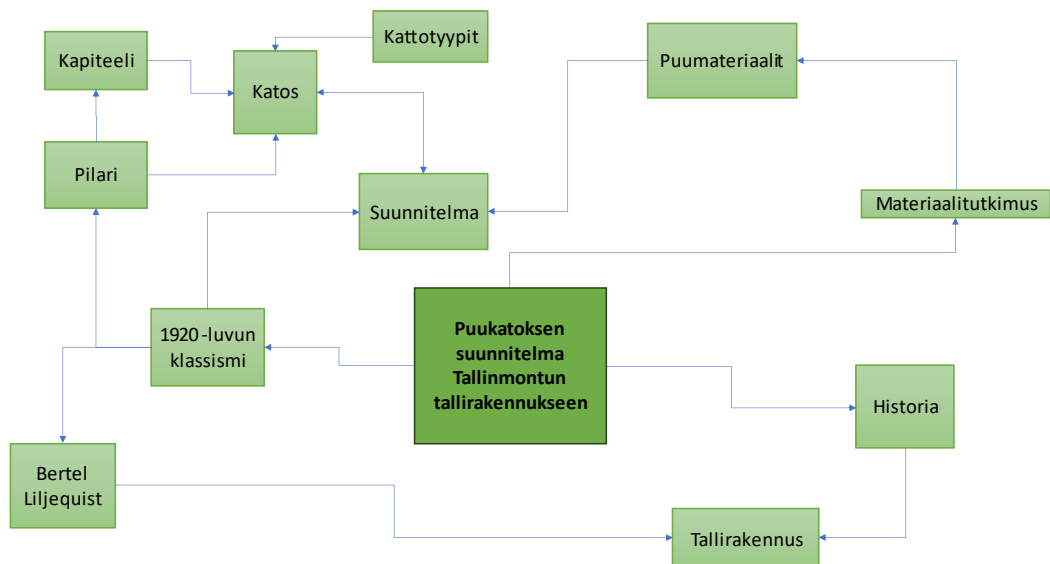 Kattotyypit
Kapiteeli
Katos
Puumateriaalit
Pilari
Suunnitelma
Materiaalitutkimus
1920-luvun
klassismi
Puukatoksen
suunnitelma
Tallinmontun
tallirakennukseen
Historia
Bertel
Liljequist
Tallirakennus